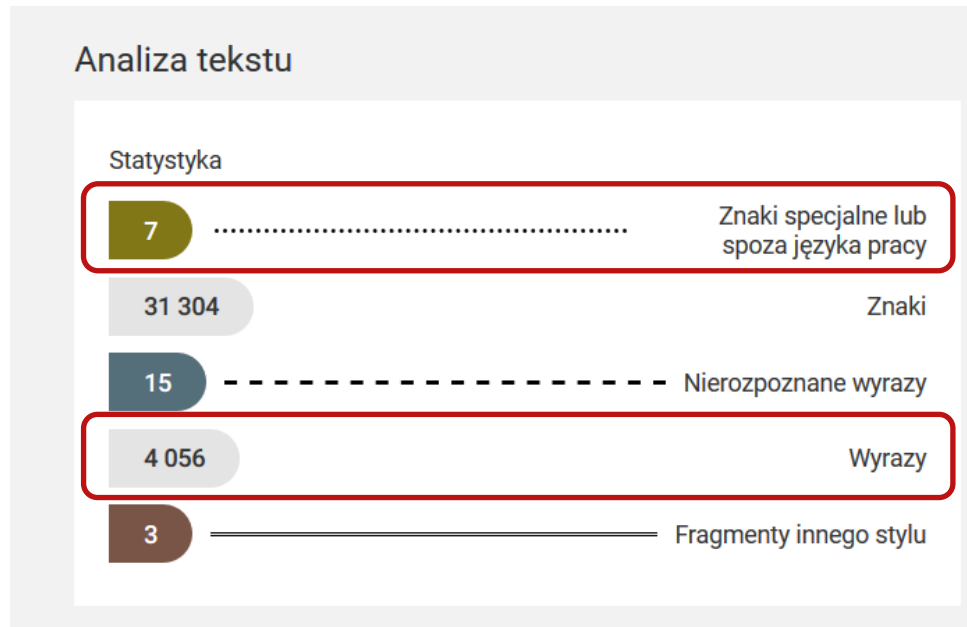 Analiza tekstu
Statystyka
7 Znaki specjalne lub
spoza języka pracy
31 304 Znaki
15 Nierozpoznane wyrazy
4 056 Wyrazy
3 Fragmenty innego stylu